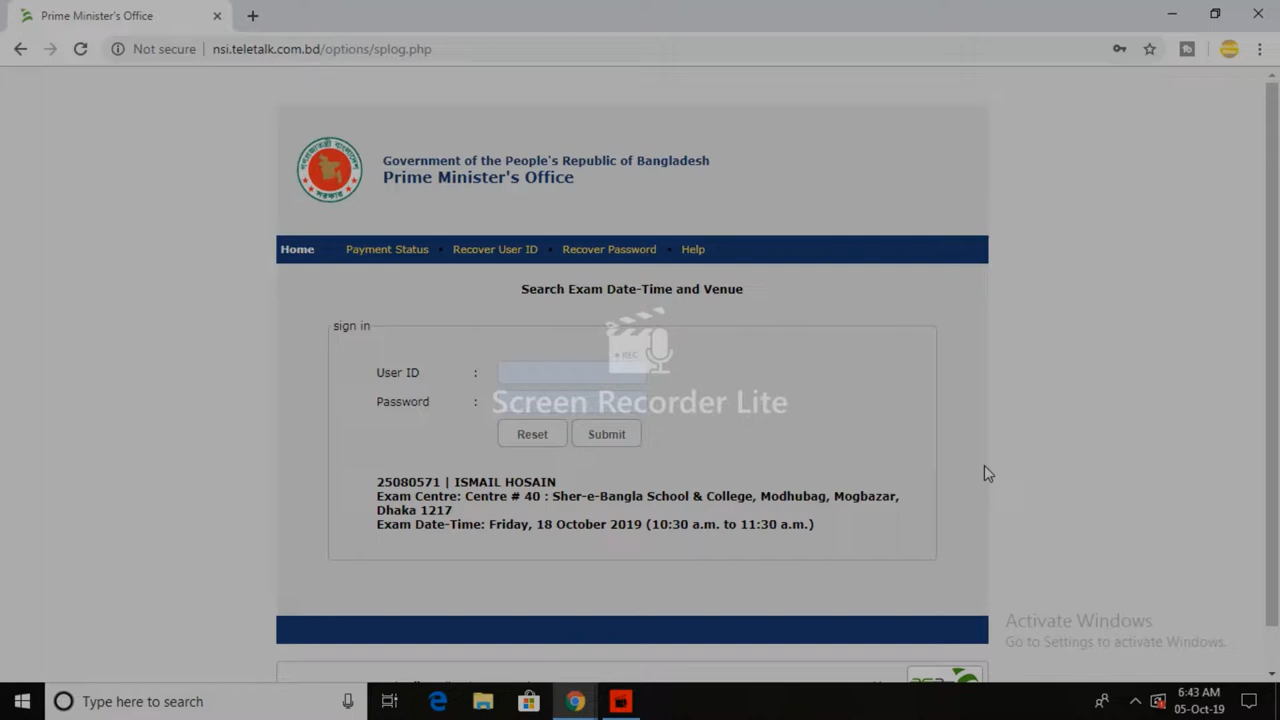 Prime Minister's Office
Not secure | nsi.teletalk.com.bd/options/splog.php
Government of the People's Republic of Bangladesh
Prime Minister's Office
Home Payment Status • Recover User ID • Recover Password • Help
Search Exam Date-Time and Venue
sign in
REC
User ID :
Password :
Screen Recorder Lite
Reset Submit
25080571 | ISMAIL HOSAIN
Exam Centre: Centre # 40 : Sher-e-Bangla School & College, Modhubag, Mogbazar,
Dhaka 1217
Exam Date-Time: Friday, 18 October 2019 (10:30 a.m. to 11:30 a.m.)
Activate Windows
Go to Settings to activate Windows.
Type here to search
6:43 AM
05-Oct-19